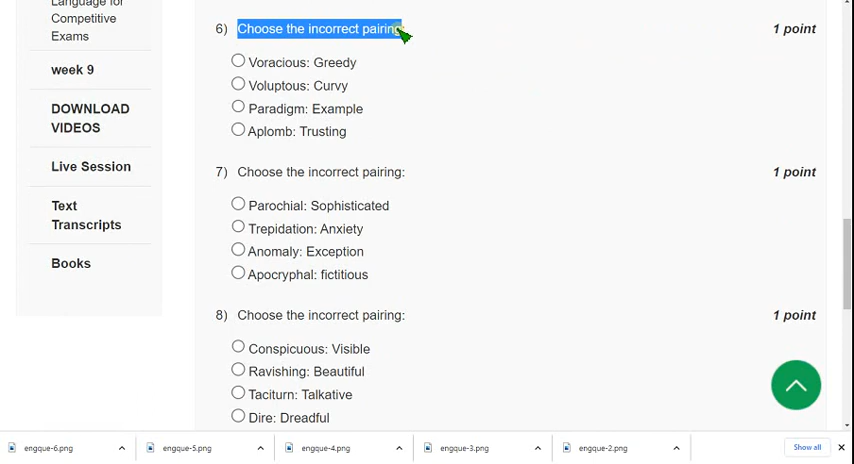 Language for
Competitive
Exams
week 9
DOWNLOAD
VIDEOS
Live Session
Text
Transcripts
Books
6) Choose the incorrect pairing: 1 point
Voracious: Greedy
Voluptous: Curvy
Paradigm: Example
Aplomb: Trusting
7) Choose the incorrect pairing: 1 point
Parochial: Sophisticated
Trepidation: Anxiety
Anomaly: Exception
Apocryphal: fictitious
8) Choose the incorrect pairing: 1 point
Conspicuous: Visible
Ravishing: Beautiful
Taciturn: Talkative
Dire: Dreadful
engque-6.png engque-5.png engque-4.png engque-3.png engque-2.png Show all